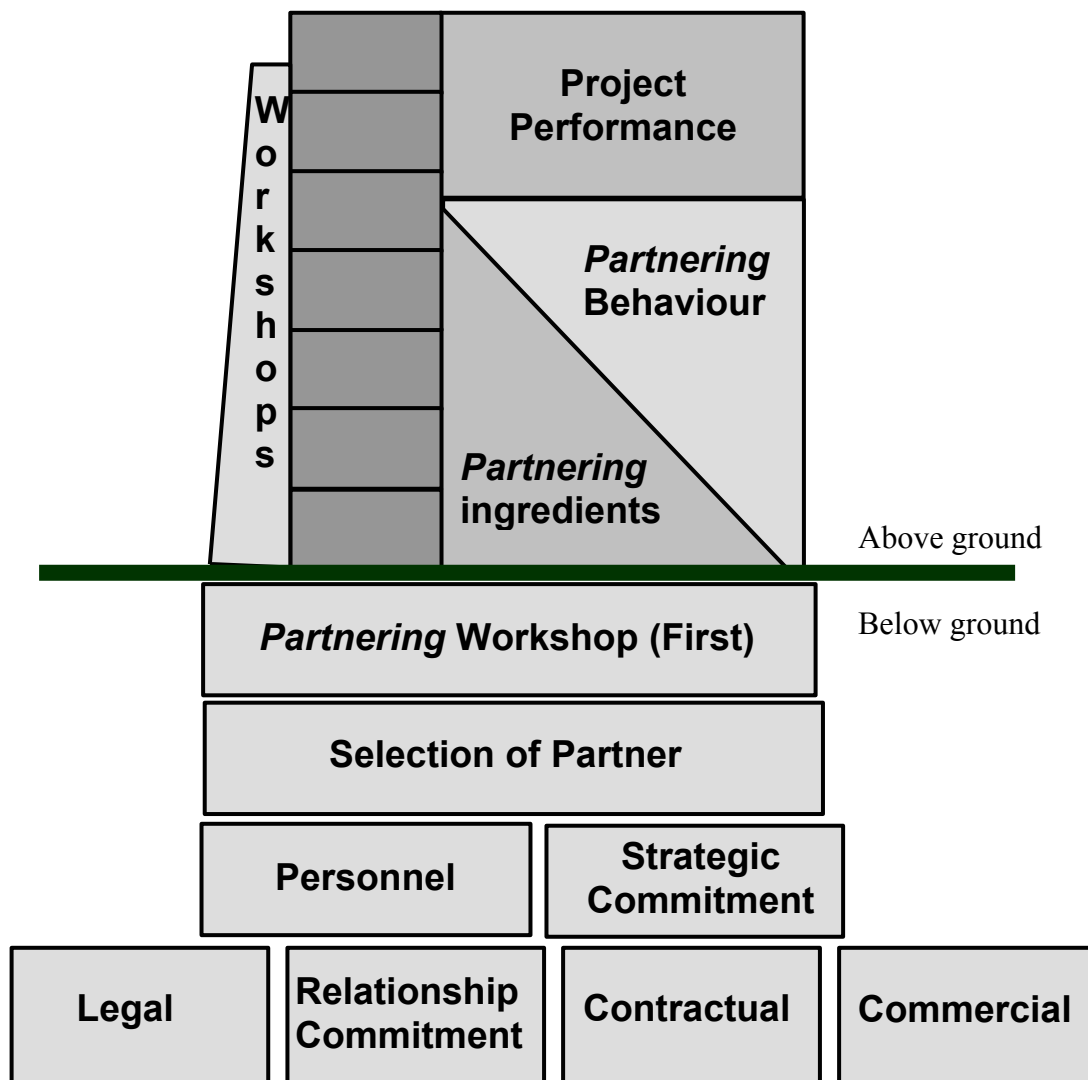 Workshops
Project
Performance
Partnering
Behaviour
Partnering
ingredients
Above ground
Below ground
Partnering Workshop (First)
Selection of Partner
Personnel
Strategic
Commitment
Legal
Relationship
Commitment
Contractual
Commercial